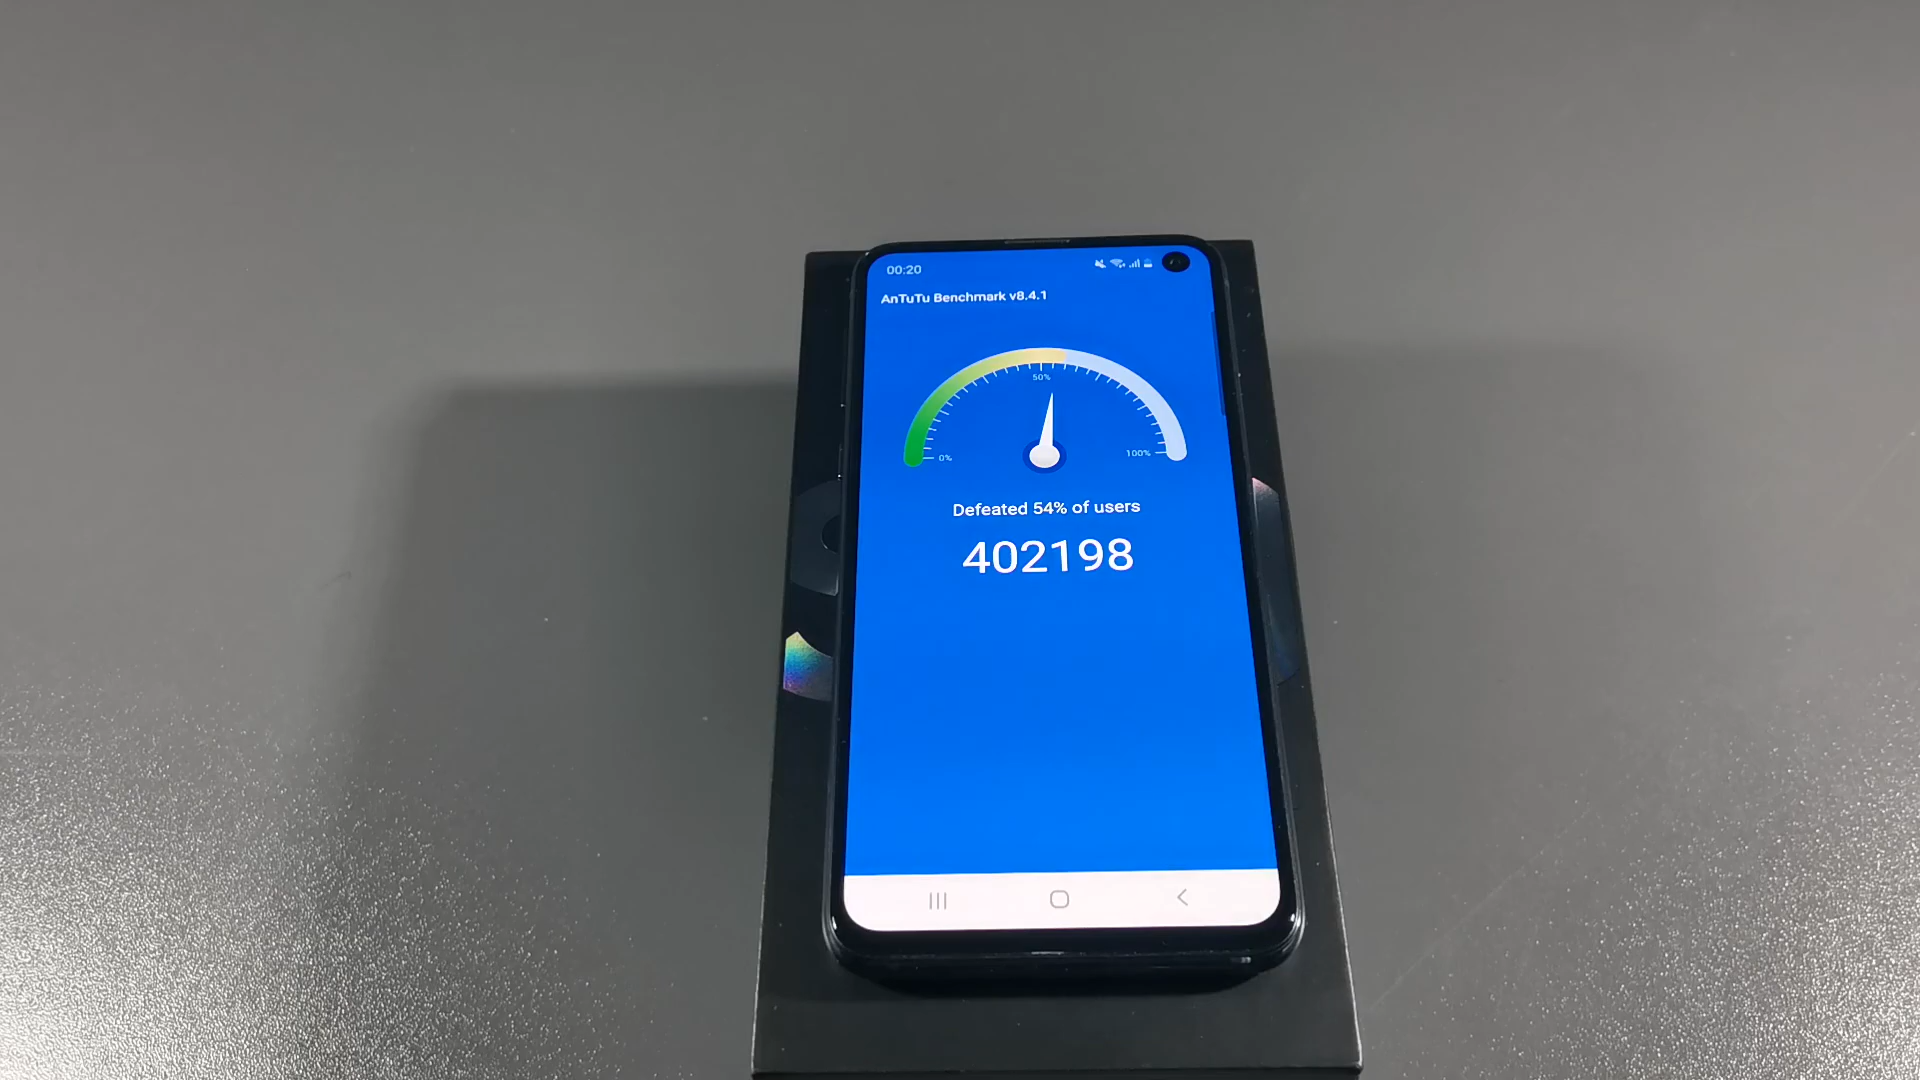 00:20
AnTuTu Benchmark v8.4.1
50%
0%
100%
Defeated 54% of users
402198